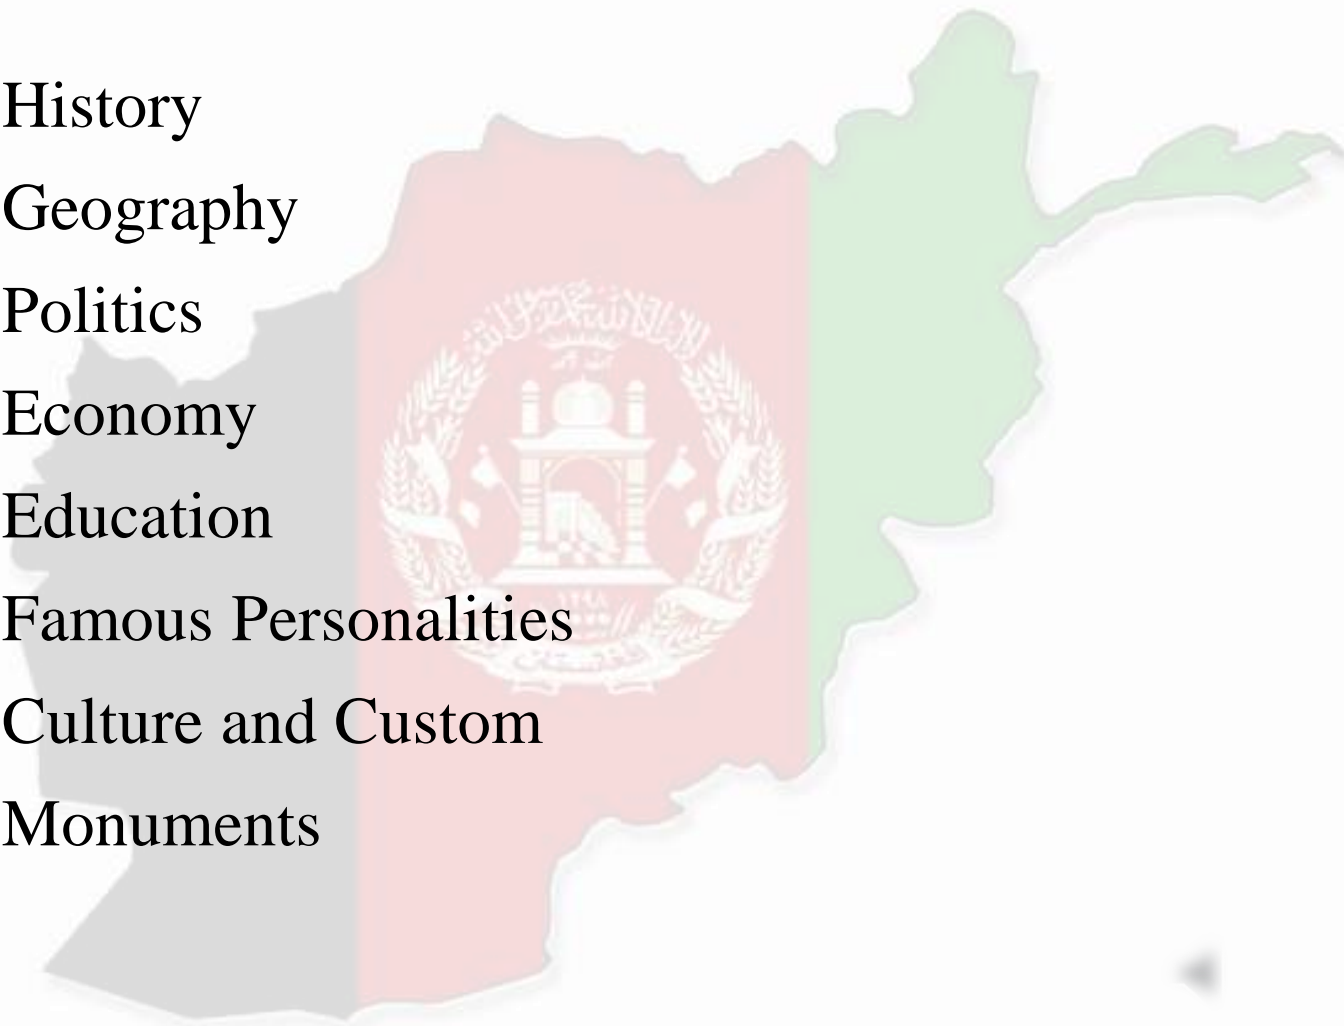 History
Geography
Politics
Economy
Education
Famous Personalities
Culture and Custom
Monuments